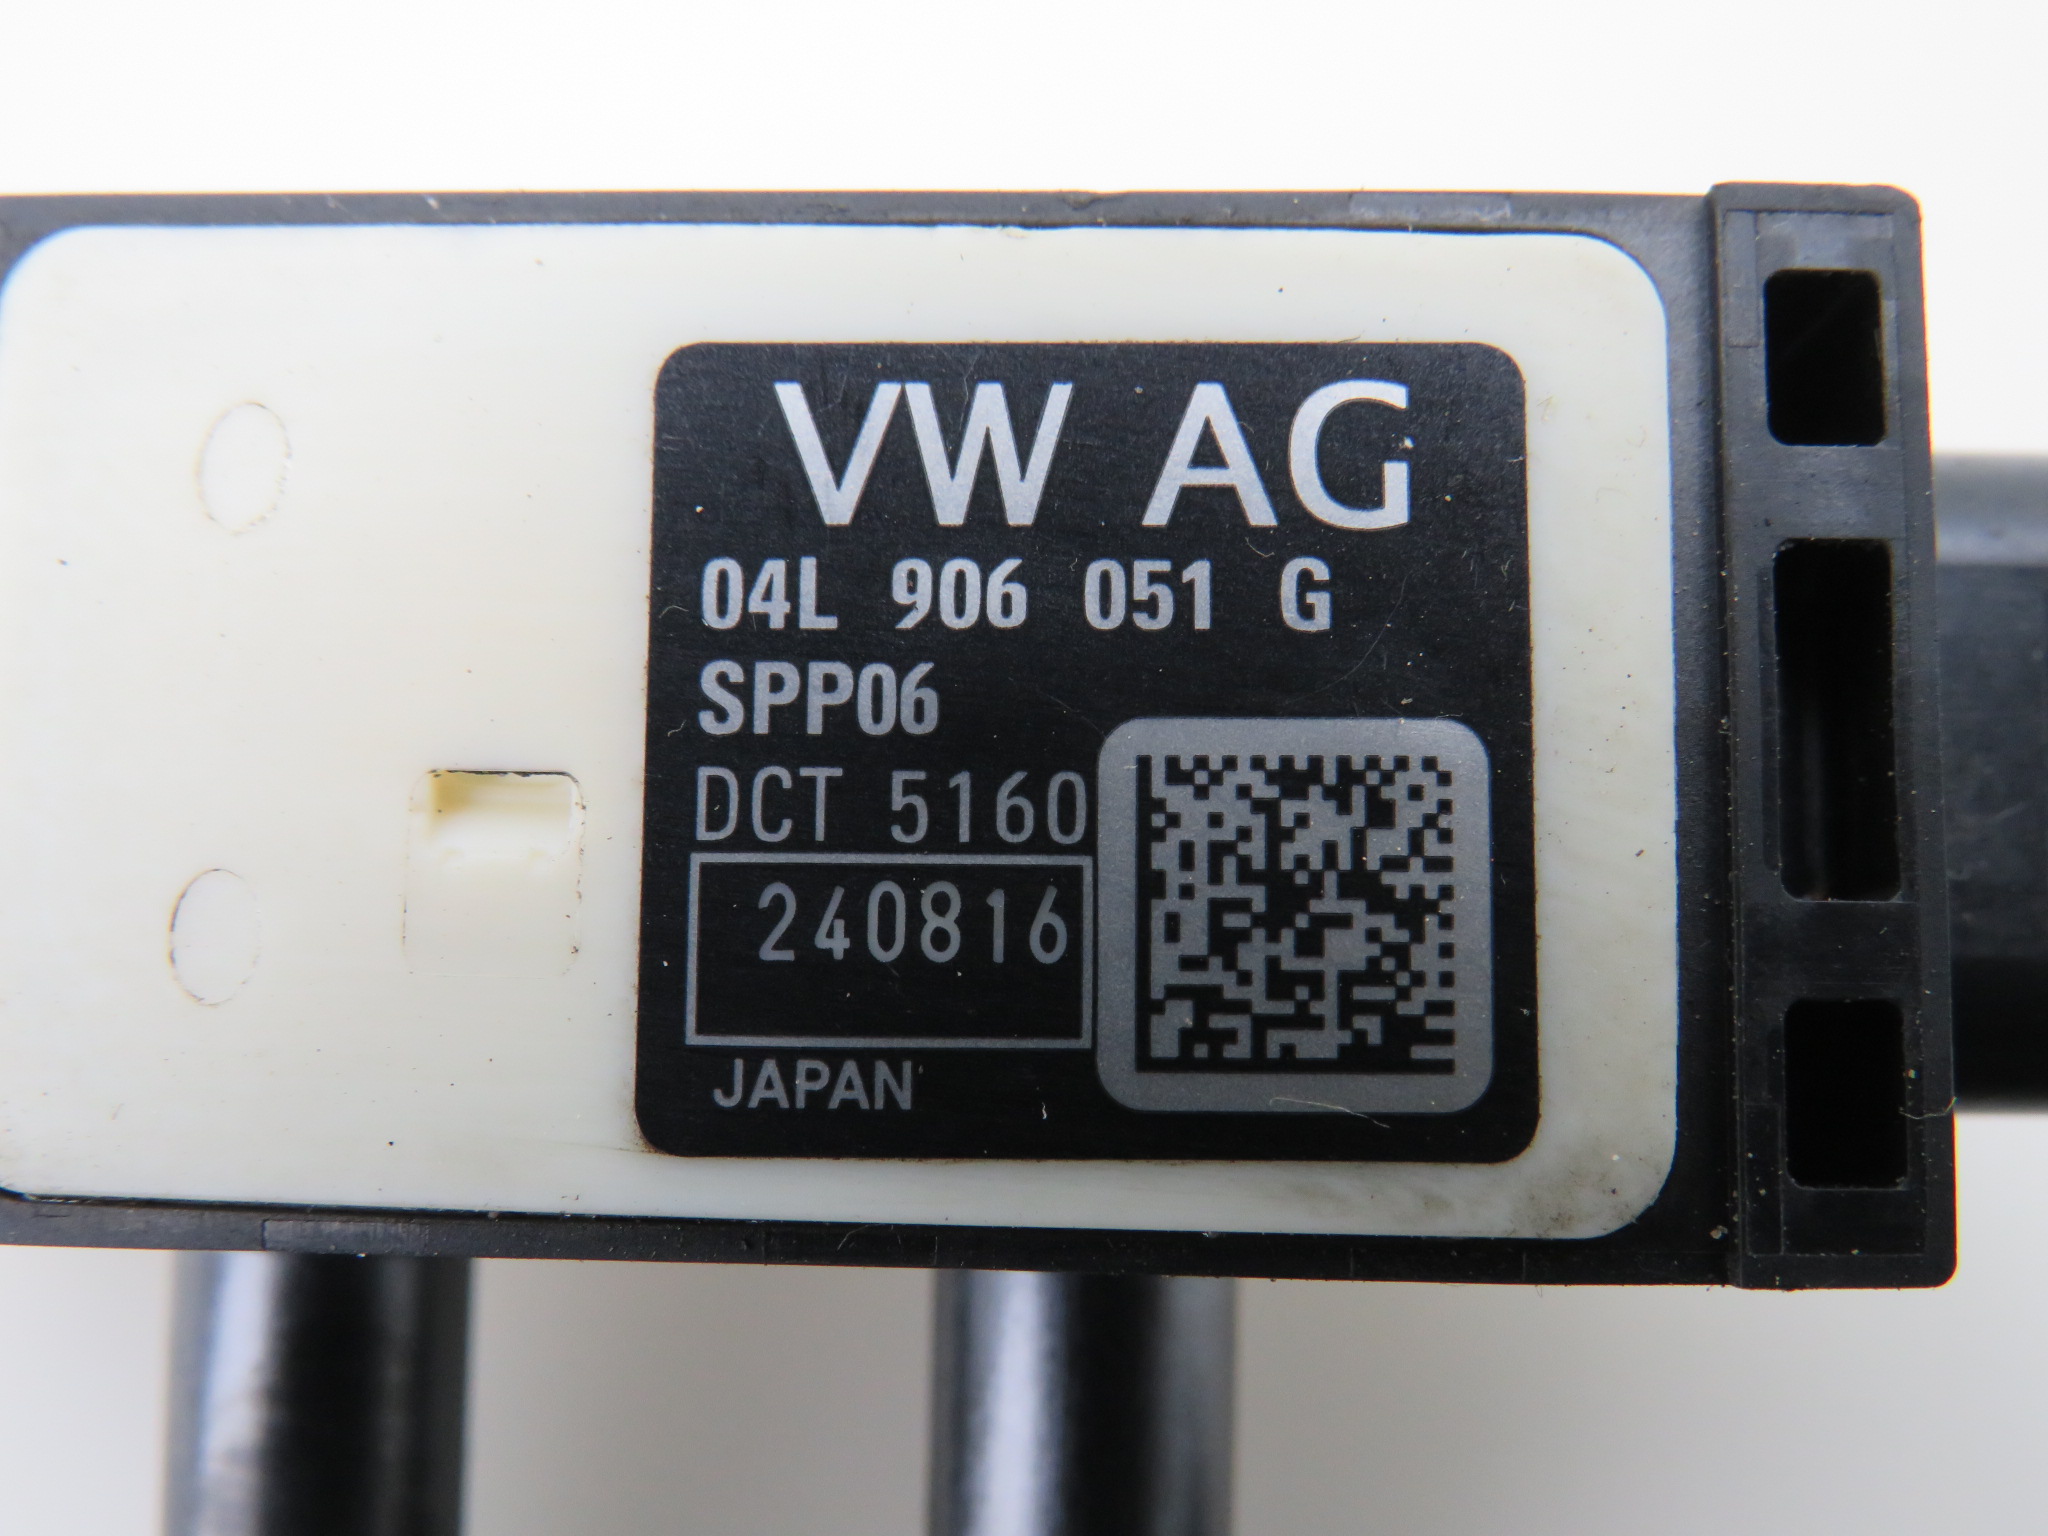 VW AG
04L 906 051 G
SPP06
DCT 5160
240816
JAPAN